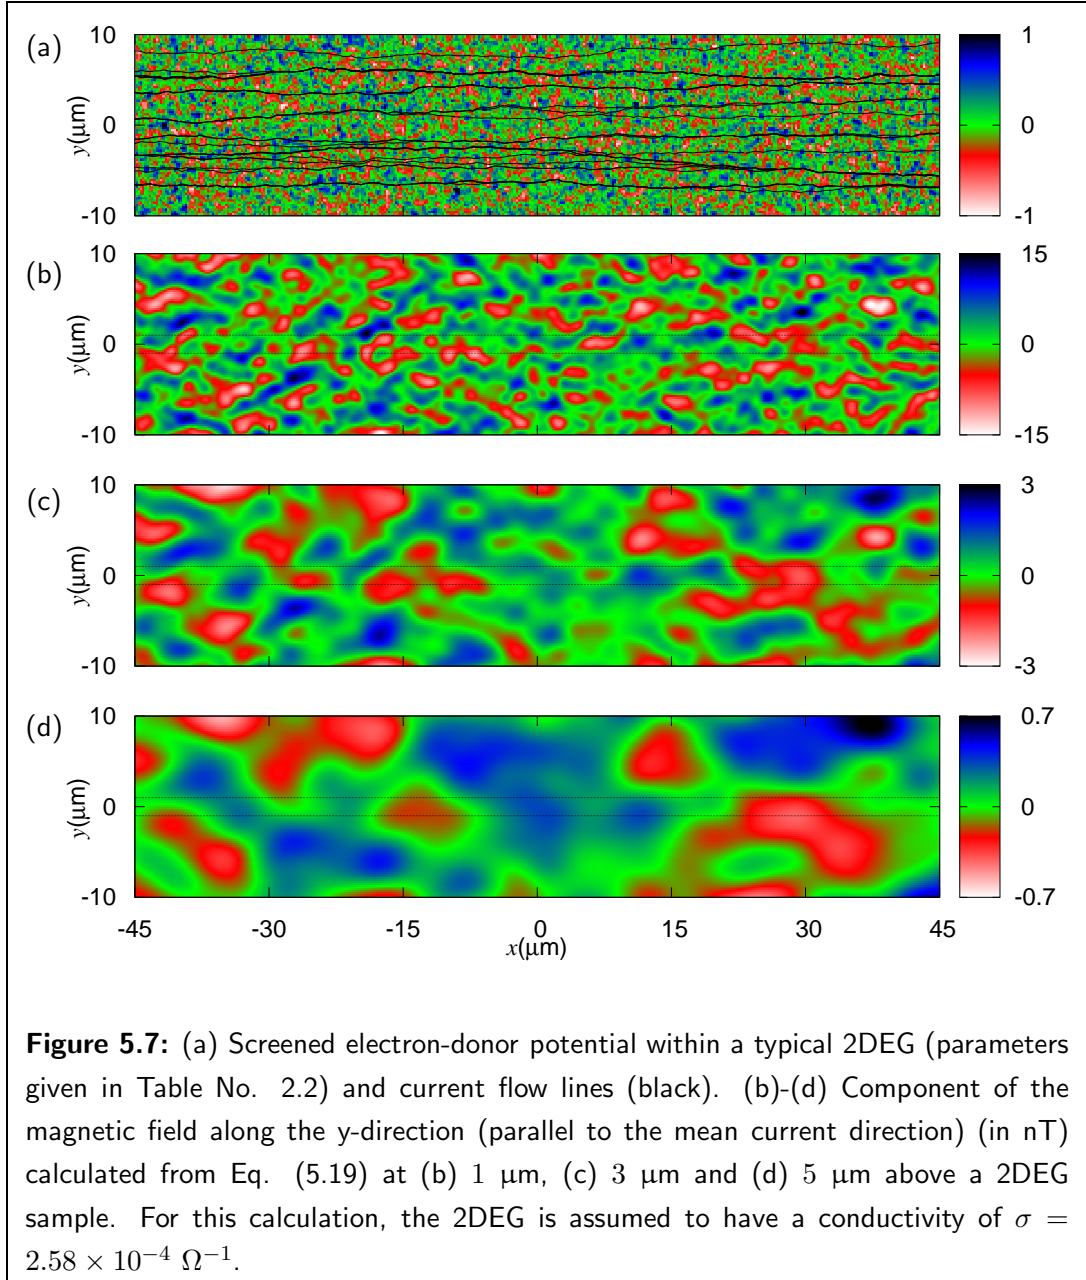 (a)
10
0
-10
y(μm)
1
0
-1
(b)
10
0
-10
y(μm)
15
0
-15
(c)
10
0
-10
y(μm)
3
0
-3
(d)
10
0
-10
y(μm)
0.7
0
-0.7
-45 -30 -15 0 15 30 45
x(μm)
Figure 5.7: (a) Screened electron-donor potential within a typical 2DEG (parameters
given in Table No. 2.2) and current flow lines (black). (b)-(d) Component of the
magnetic field along the y-direction (parallel to the mean current direction) (in nT)
calculated from Eq. (5.19) at (b) 1 μm, (c) 3 μm and (d) 5 μm above a 2DEG
sample. For this calculation, the 2DEG is assumed to have a conductivity of σ =
2.58 × 10⁻⁴ Ω⁻¹.